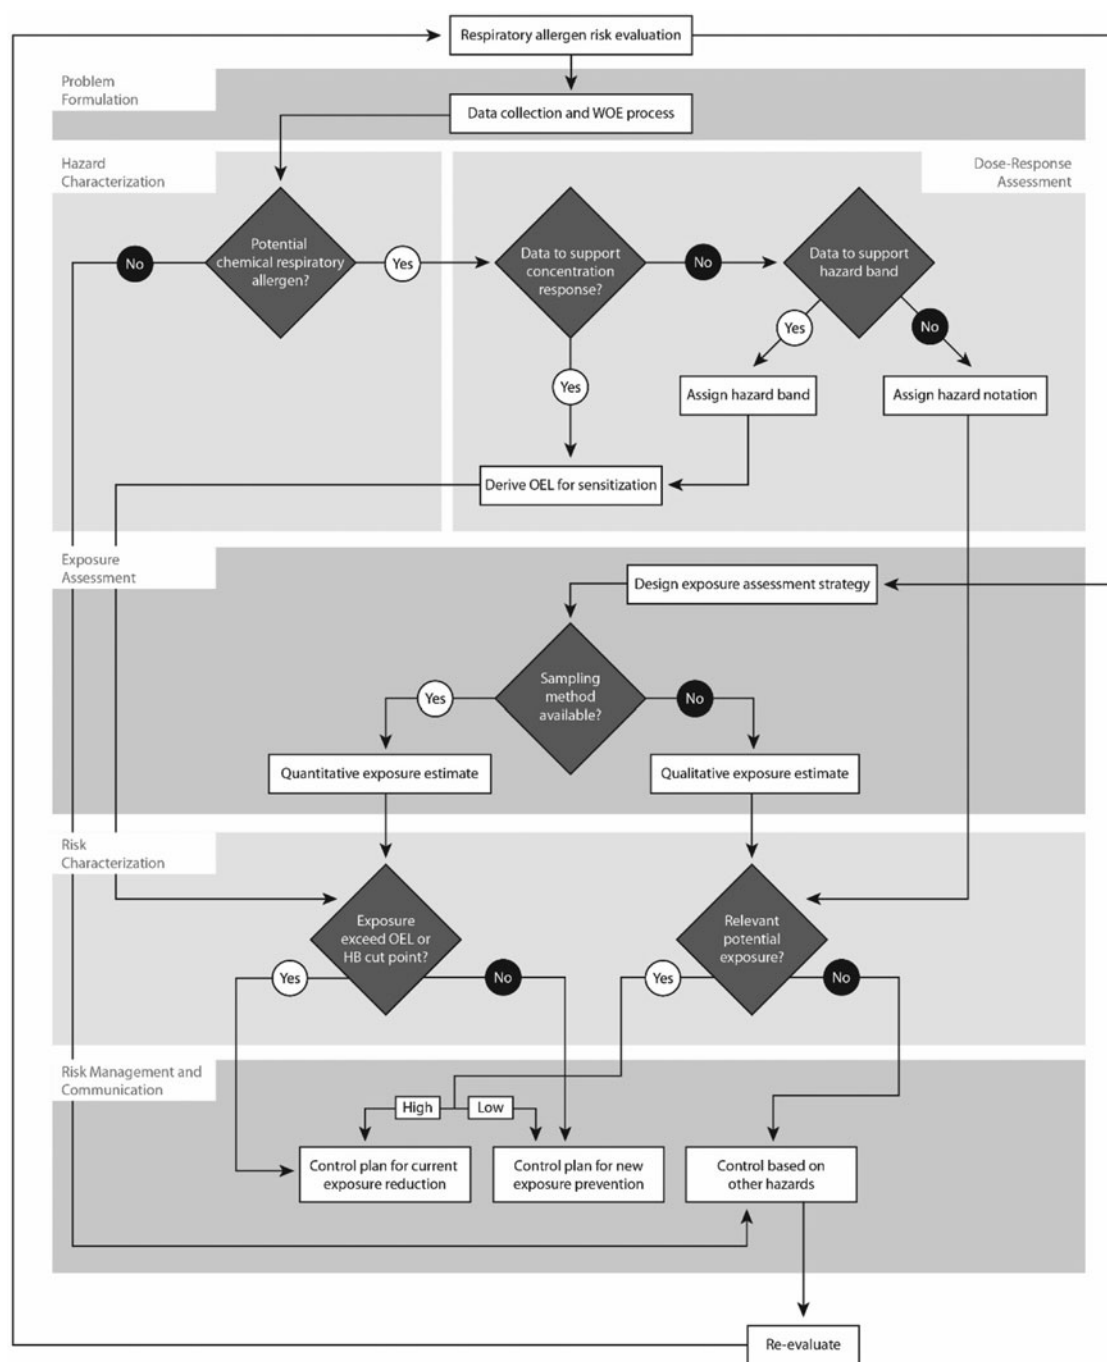 Respiratory allergen risk evaluation
Problem
Formulation
Data collection and WOE process
Hazard
Characterization
Dose-Response
Assessment
Potential
chemical respiratory
allergen?
No
Yes
Data to support
concentration
response?
No
Data to support
hazard band
Yes
No
Yes
Assign hazard band
Assign hazard notation
Derive OEL for sensitization
Exposure
Assessment
Design exposure assessment strategy
Sampling
method
available?
Yes
No
Quantitative exposure estimate
Qualitative exposure estimate
Risk
Characterization
Exposure
exceed OEL or
HB cut point?
Yes
No
Relevant
potential
exposure?
Yes
No
Risk Management and
Communication
High
Low
Control plan for current
exposure reduction
Control plan for new
exposure prevention
Control based on
other hazards
Re-evaluate